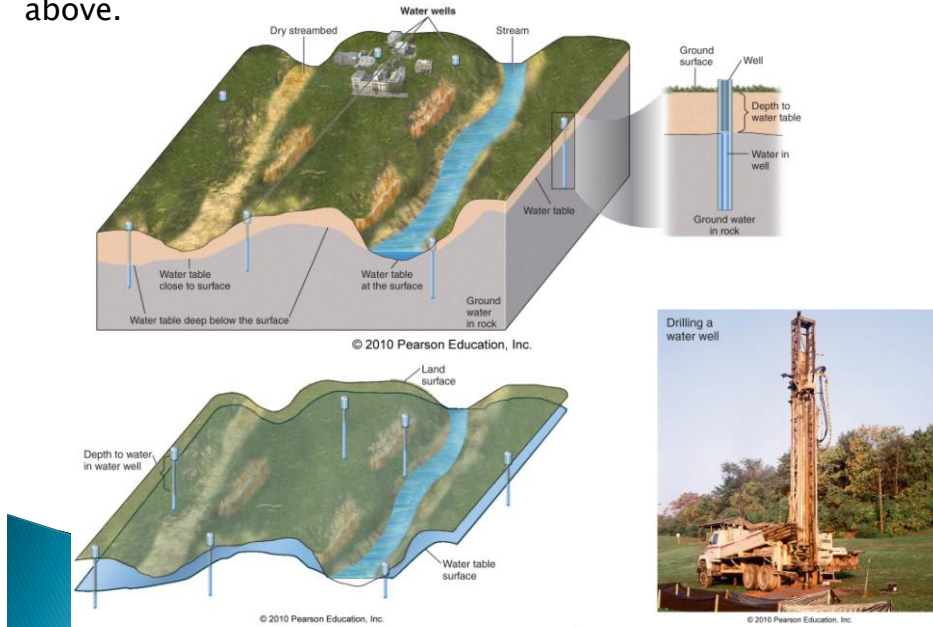 above.
Water wells
Dry streambed
Stream
Ground
surface
Well
Depth to
water table
Water in
well
Ground water
in rock
Water table
Water table
close to surface
Water table
at the surface
Water table deep below the surface
Ground
water
in rock
© 2010 Pearson Education, Inc.
Land
surface
Depth to water
in water well
Water table
surface
© 2010 Pearson Education, Inc.
Drilling a
water well
© 2010 Pearson Education, Inc.